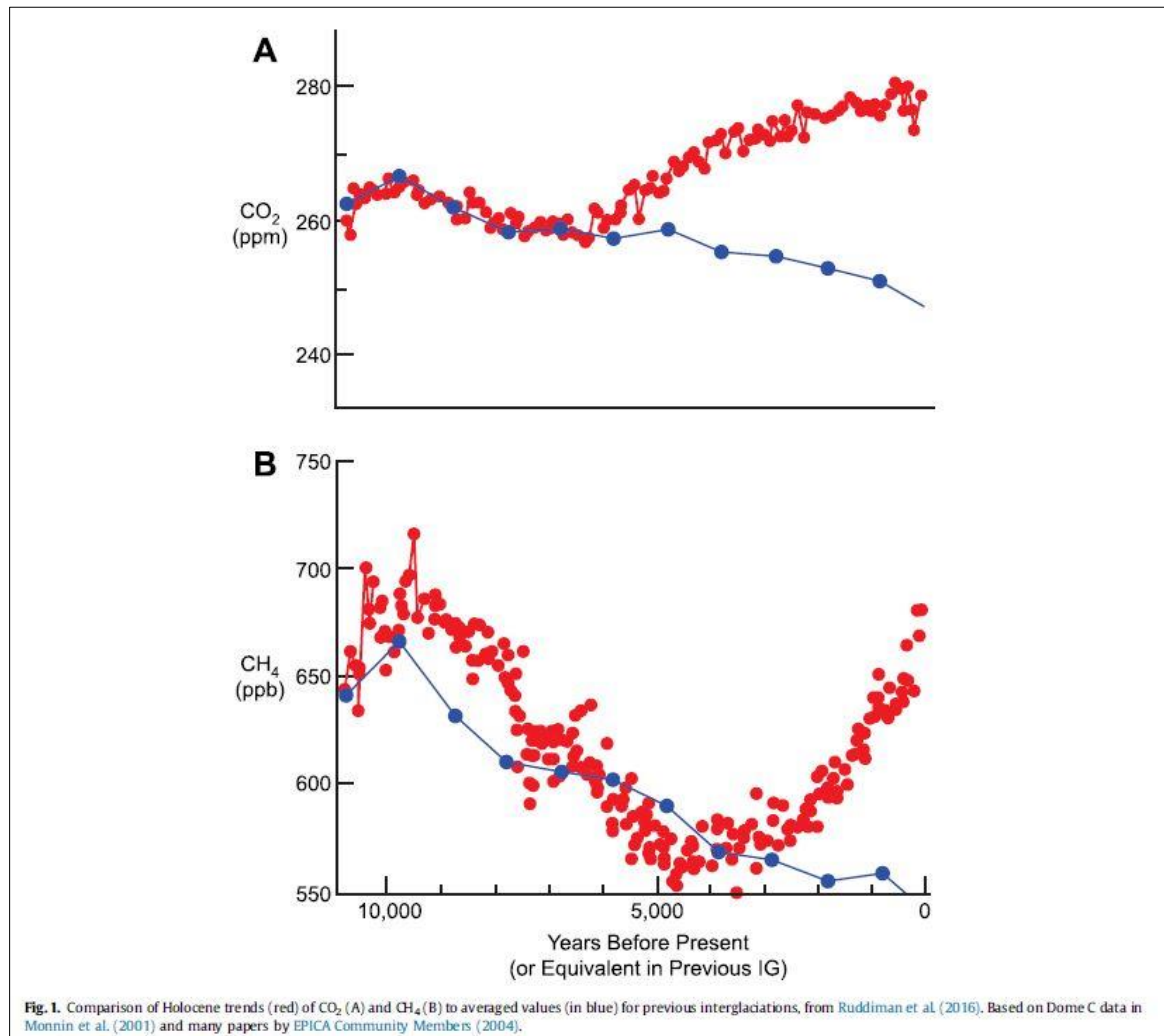 A
280
260
240
CO₂
(ppm)
B
750
700
650
600
550
CH₄
(ppb)
10,000 5,000 0
Years Before Present
(or Equivalent in Previous IG)
Fig. 1. Comparison of Holocene trends (red) of CO₂ (A) and CH₄ (B) to averaged values (in blue) for previous interglaciations, from Ruddiman et al. (2016). Based on Dome C data in
Monnin et al. (2001) and many papers by EPICA Community Members (2004).